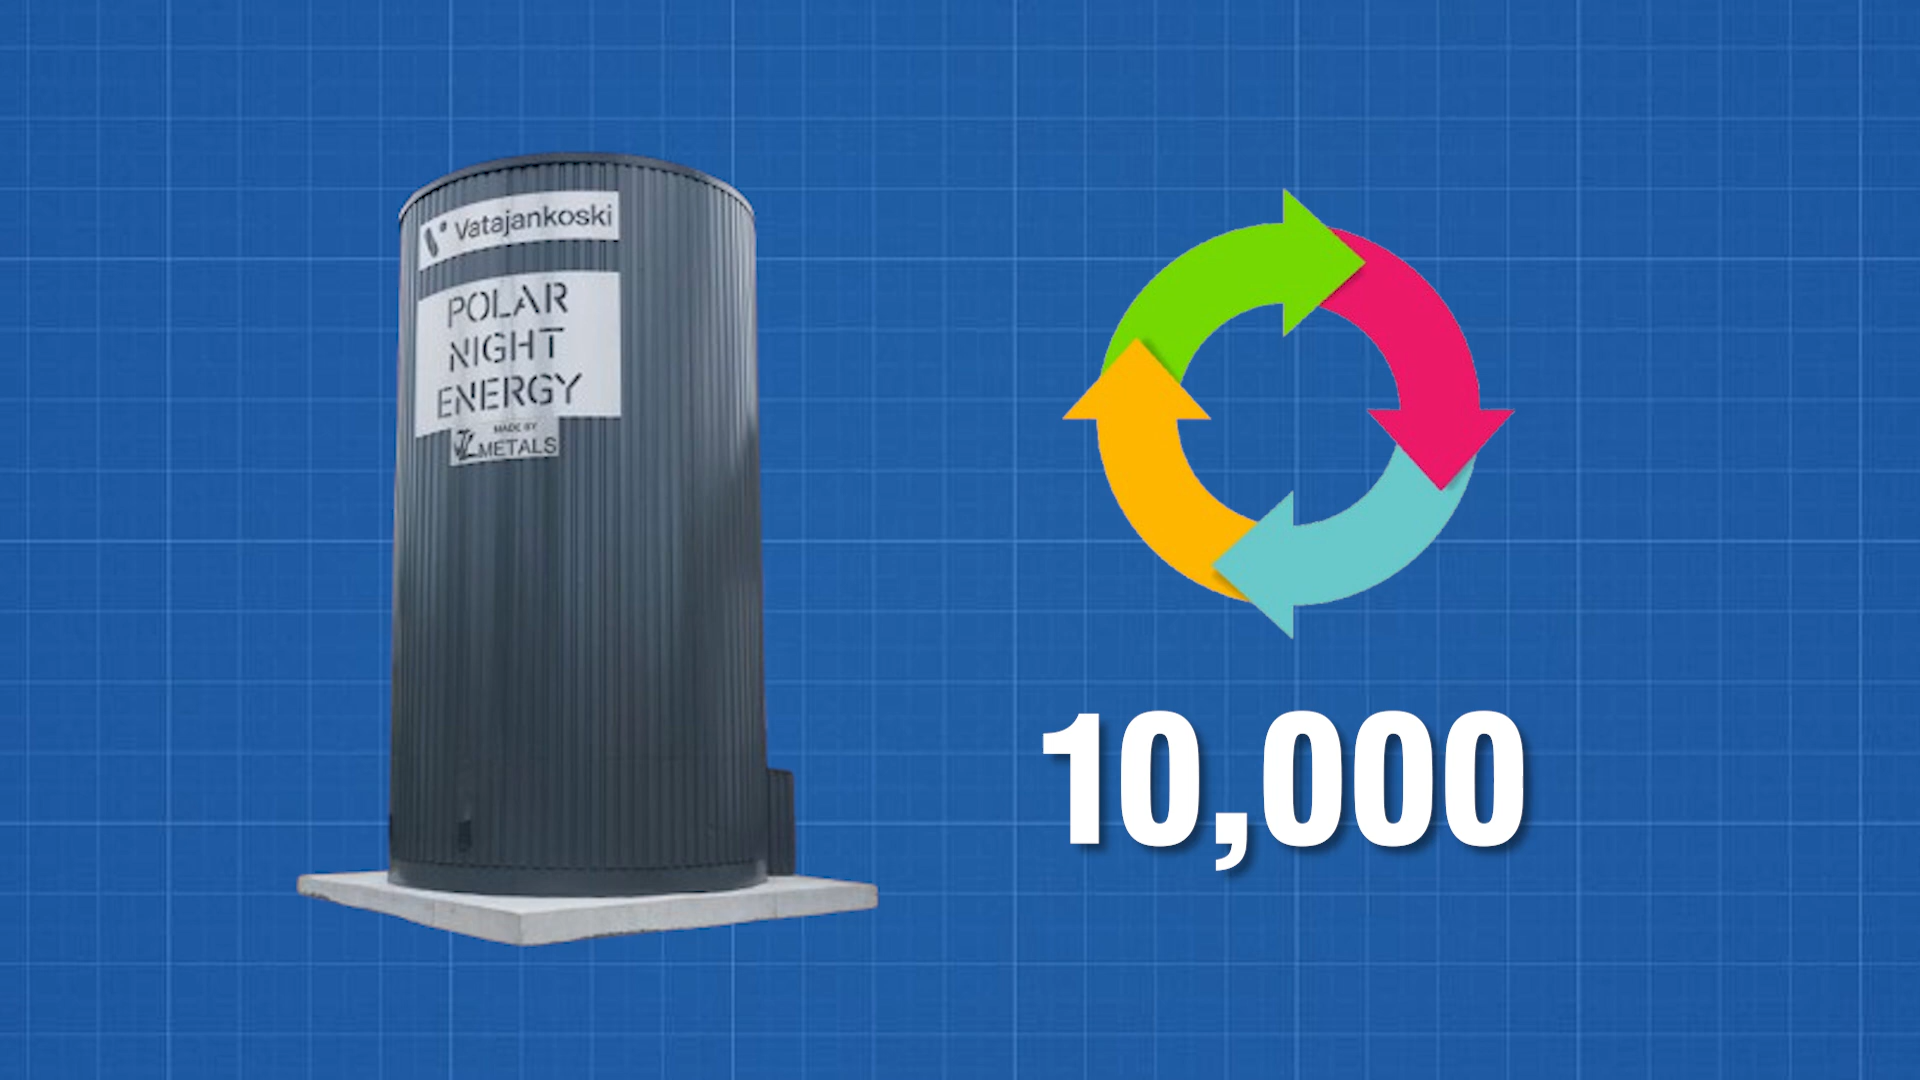 Vatajankoski
POLAR
NIGHT
ENERGY
MADE BY
METALS
10,000